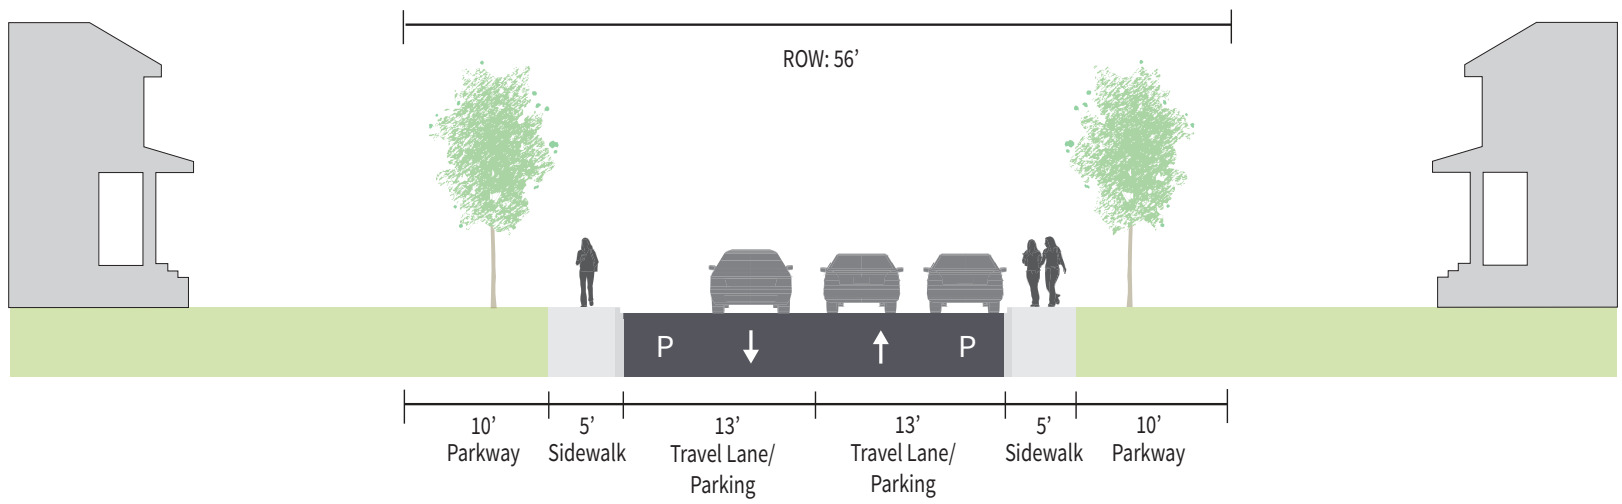 ROW: 56’
P
P
10’
Parkway
5’
Sidewalk
13’
Travel Lane/
Parking
13’
Travel Lane/
Parking
5’
Sidewalk
10’
Parkway